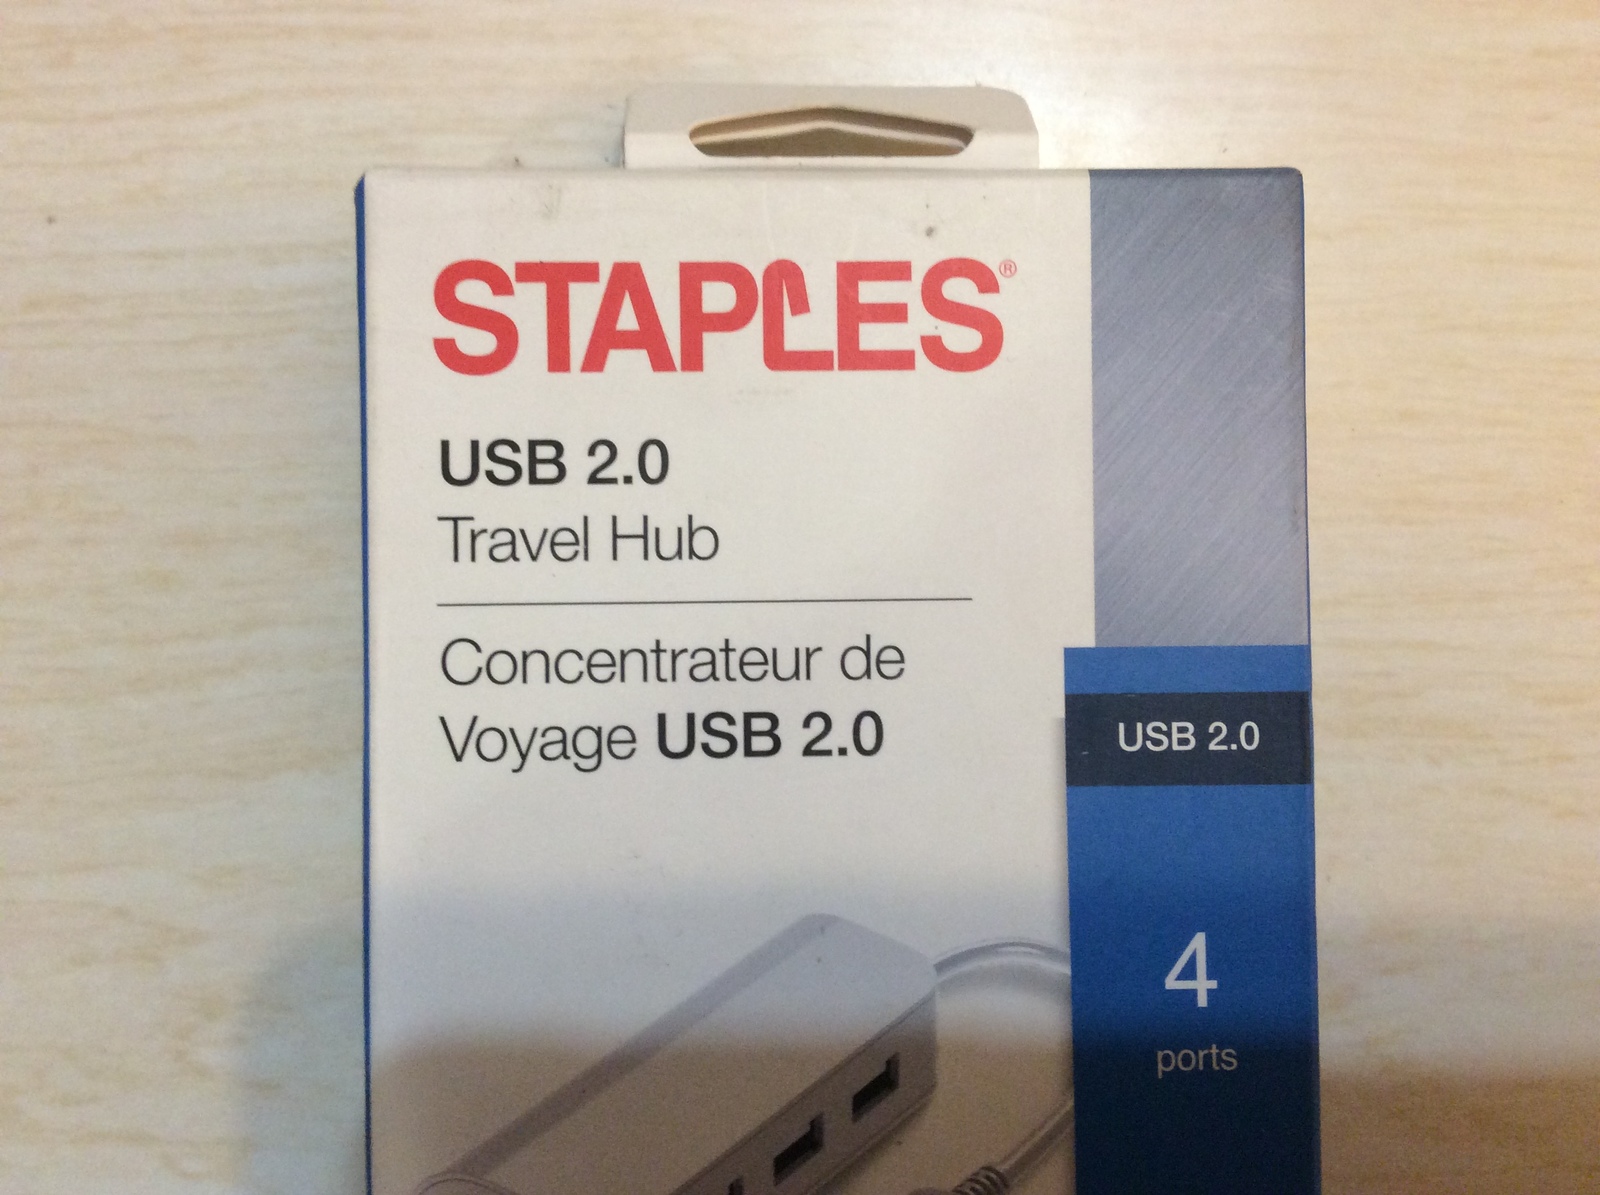 STAPLES®
USB 2.0
Travel Hub
Concentrateur de
Voyage USB 2.0
USB 2.0
4
ports